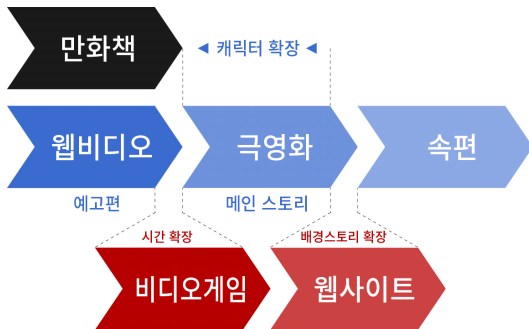 만화책
◄ 캐릭터 확장 ◄
웹비디오
극영화
속편
예고편
메인 스토리
시간 확장
배경스토리 확장
비디오게임
웹사이트